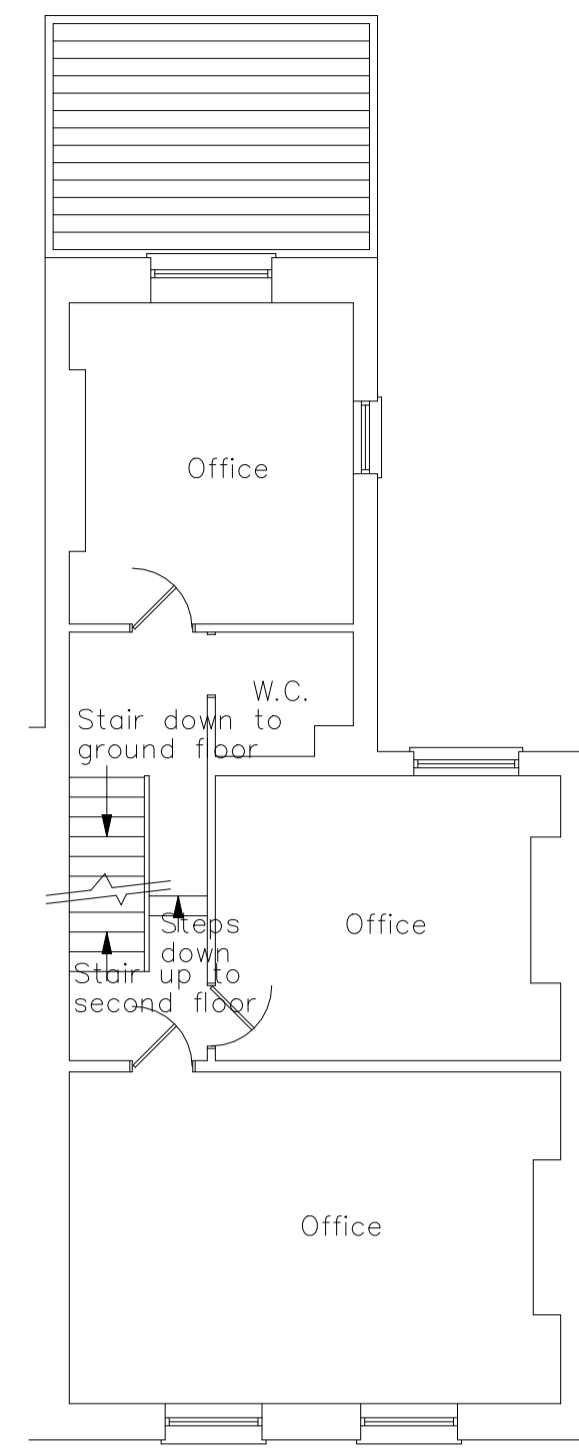 Office
W.C.
Stair down to
ground floor
Office
Steps
down
Stair up to
second floor
Office